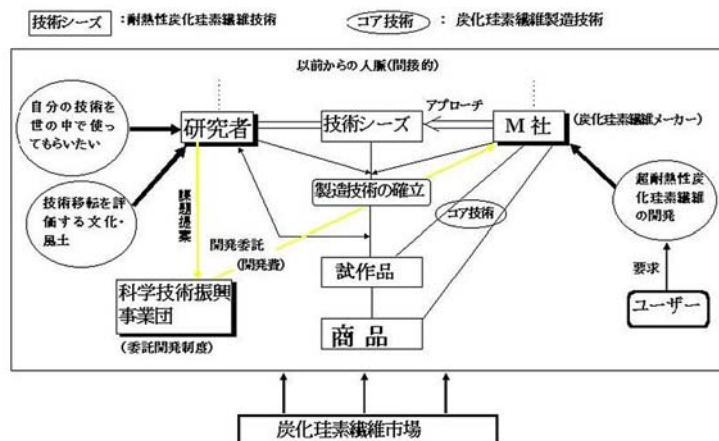 技術シーズ :耐熱性炭化珪素繊維技術
コア技術 : 炭化珪素繊維製造技術
以前からの人脈(間接的)
自分の技術を
世の中で使っ
てもらいたい
研究者
技術シーズ
アプローチ
M社
(炭化珪素繊維メーカー)
技術移転を評
価する文化・
風土
課題提案
製造技術の確立
コア技術
超耐熱性
炭化珪素繊維
の開発
開発委託
(開発費)
試作品
要求
科学技術振興
事業団
(委託開発制度)
商品
ユーザー
炭化珪素繊維市場